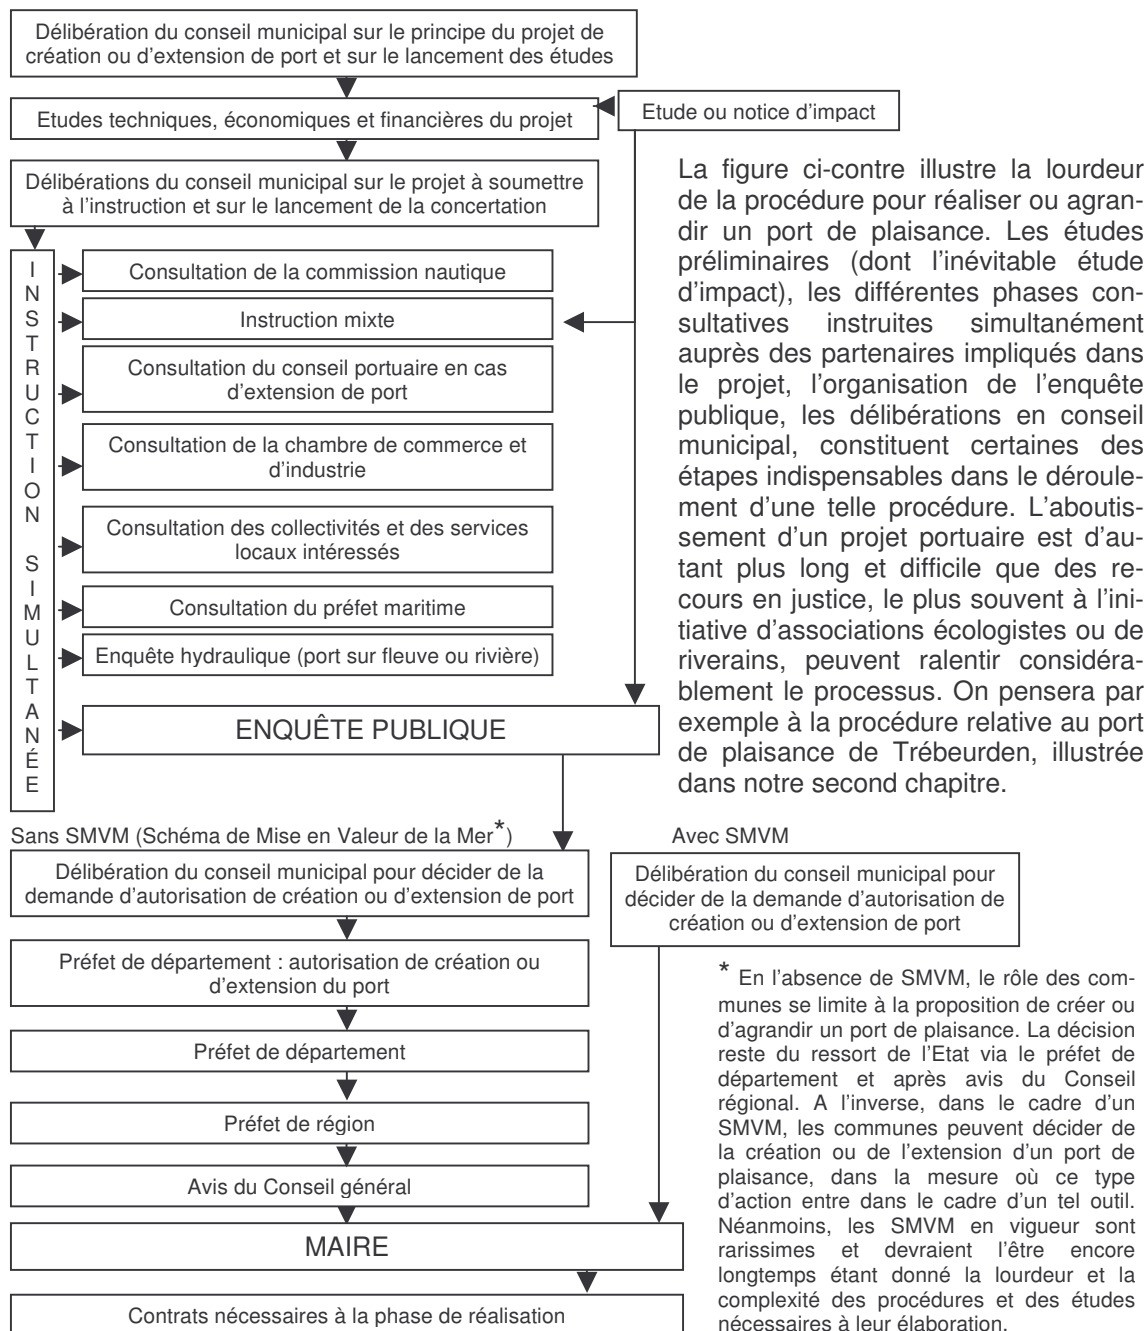 Délibération du conseil municipal sur le principe du projet de
création ou d'extension de port et sur le lancement des études
Etudes techniques, économiques et financières du projet
Etude ou notice d'impact
Délibérations du conseil municipal sur le projet à soumettre
à l'instruction et sur le lancement de la concertation
INSTRUCTION SIMULTANÉE
Consultation de la commission nautique
Instruction mixte
Consultation du conseil portuaire en cas
d'extension de port
Consultation de la chambre de commerce et
d'industrie
Consultation des collectivités et des services
locaux intéressés
Consultation du préfet maritime
Enquête hydraulique (port sur fleuve ou rivière)
ENQUÊTE PUBLIQUE
La figure ci-contre illustre la lourdeur
de la procédure pour réaliser ou agran-
dir un port de plaisance. Les études
préliminaires (dont l'inévitable étude
d'impact), les différentes phases con-
sultatives instruites simultanément
auprès des partenaires impliqués dans
le projet, l'organisation de l'enquête
publique, les délibérations en conseil
municipal, constituent certaines des
étapes indispensables dans le déroule-
ment d'une telle procédure. L'aboutis-
sement d'un projet portuaire est d'au-
tant plus long et difficile que des re-
cours en justice, le plus souvent à l'ini-
tiative d'associations écologistes ou de
riverains, peuvent ralentir considéra-
blement le processus. On pensera par
exemple à la procédure relative au port
de plaisance de Trébeurden, illustrée
dans notre second chapitre.
Sans SMVM (Schéma de Mise en Valeur de la Mer*)
Délibération du conseil municipal pour décider de la
demande d'autorisation de création ou d'extension de port
Préfet de département : autorisation de création ou
d'extension du port
Préfet de département
Préfet de région
Avis du Conseil général
MAIRE
Contrats nécessaires à la phase de réalisation
Avec SMVM
Délibération du conseil municipal pour
décider de la demande d'autorisation de
création ou d'extension de port
* En l'absence de SMVM, le rôle des com-
munes se limite à la proposition de créer ou
d'agrandir un port de plaisance. La décision
reste du ressort de l'Etat via le préfet de
département et après avis du Conseil
régional. A l'inverse, dans le cadre d'un
SMVM, les communes peuvent décider de
la création ou de l'extension d'un port de
plaisance, dans la mesure où ce type
d'action entre dans le cadre d'un tel outil.
Néanmoins, les SMVM en vigueur sont
rarissimes et devraient l'être encore
longtemps étant donné la lourdeur et la
complexité des procédures et des études
nécessaires à leur élaboration.